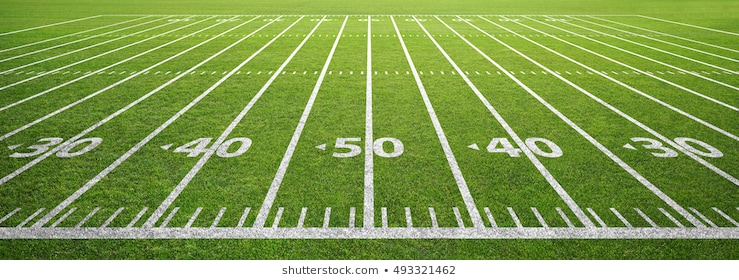 ◂30 ◂40 ◂50 ◂40 ◂30
shutterstock.com · 493321462